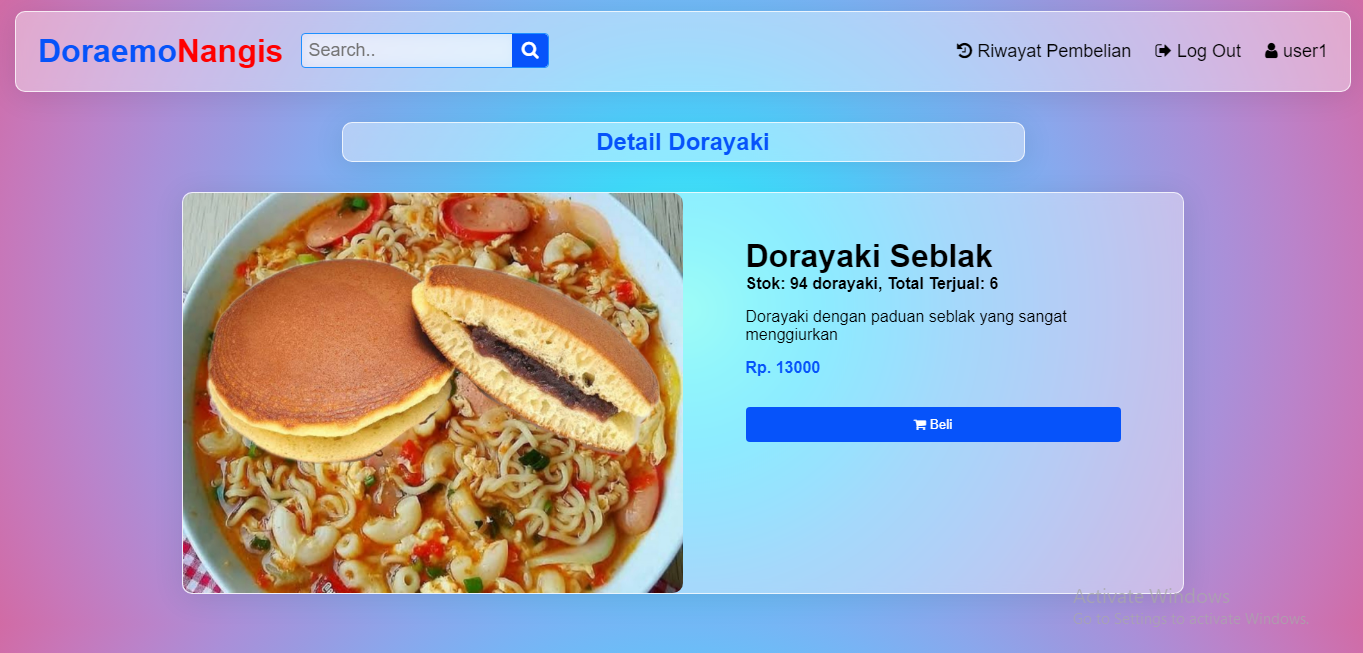 DoraemoNangis
Search..
Riwayat Pembelian
Log Out
user1
Detail Dorayaki
Dorayaki Seblak
Stok: 94 dorayaki, Total Terjual: 6
Dorayaki dengan paduan seblak yang sangat
menggiurkan
Rp. 13000
Beli
Activate Windows
Go to Settings to activate Windows.